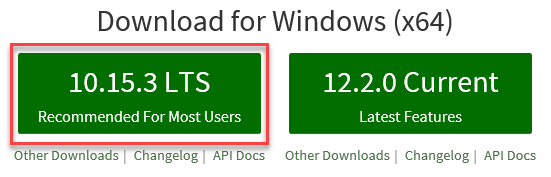 Download for Windows (x64)
10.15.3 LTS
Recommended For Most Users
12.2.0 Current
Latest Features
Other Downloads | Changelog | API Docs
Other Downloads | Changelog | API Docs